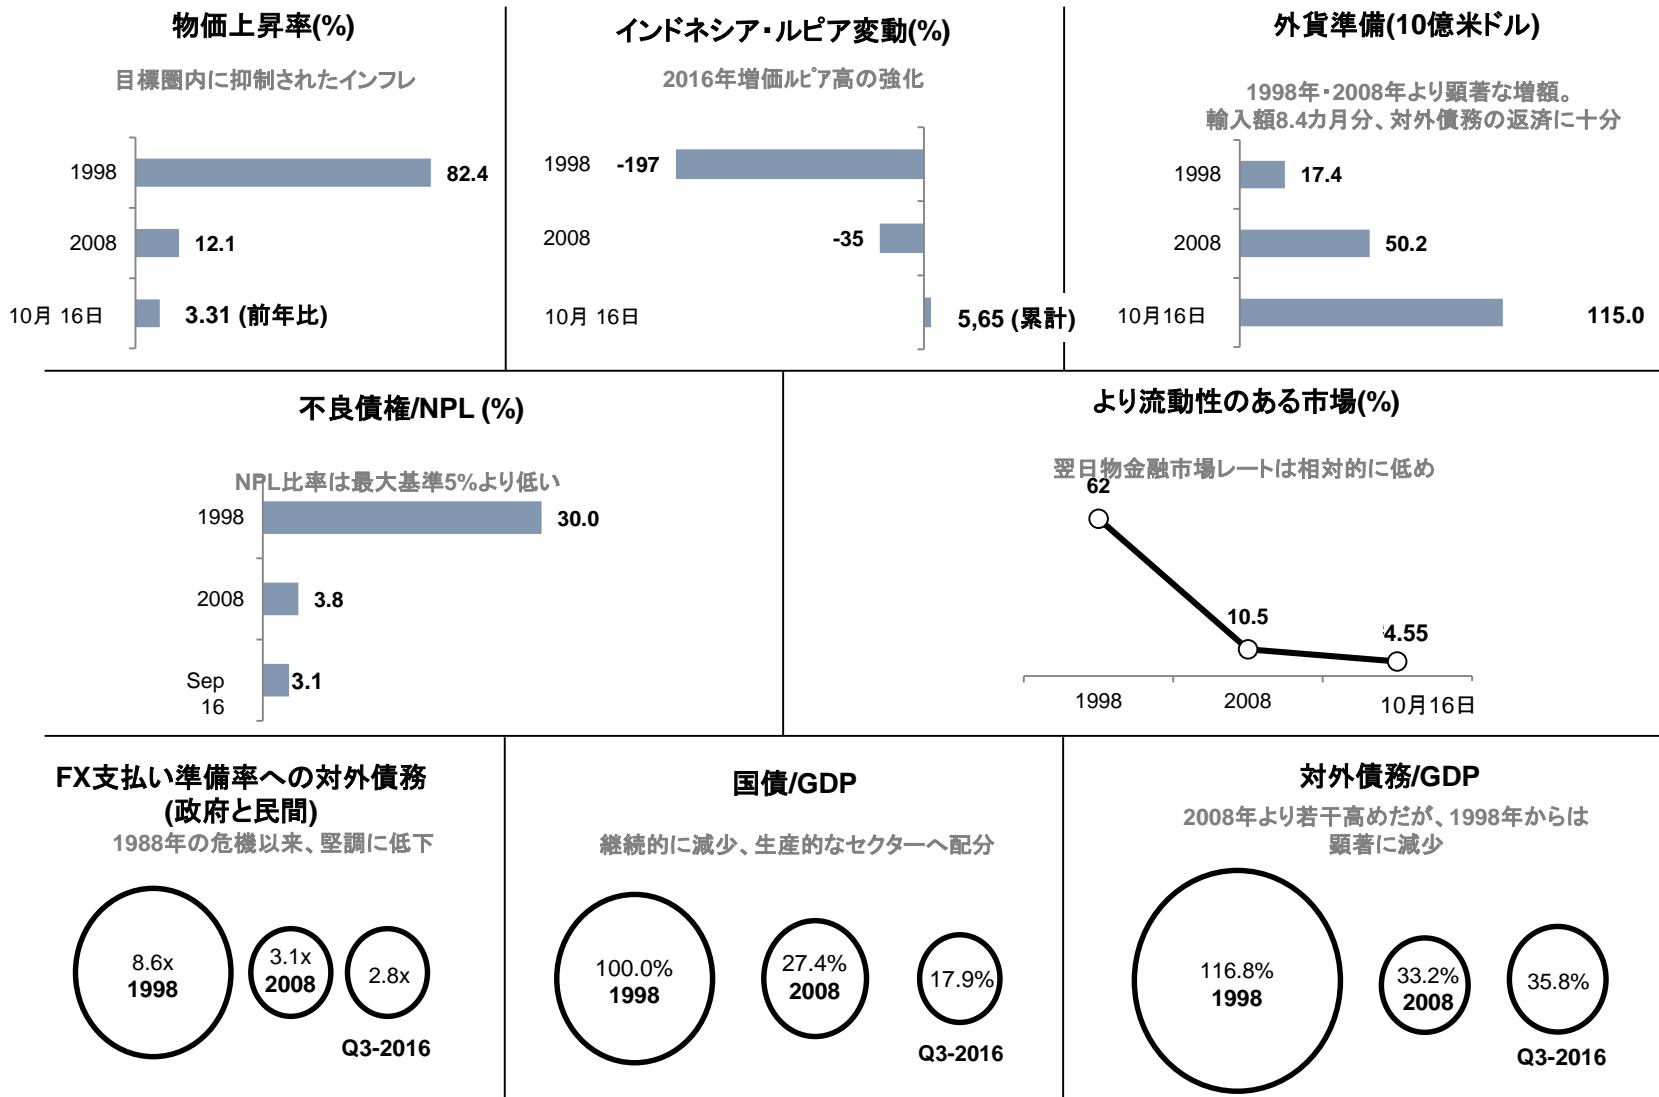 物価上昇率(%)
目標圏内に抑制されたインフレ
1998
82.4
2008
12.1
10月 16日
3.31 (前年比)
インドネシア・ルピア変動(%)
2016年増価ルピア高の強化
1998
-197
2008
-35
10月 16日
5,65 (累計)
外貨準備(10億米ドル)
1998年・2008年より顕著な増額。
輸入額8.4カ月分、対外債務の返済に十分
1998
17.4
2008
50.2
10月16日
115.0
不良債権/NPL (%)
NPL比率は最大基準5%より低い
1998
30.0
2008
3.8
Sep
16
3.1
より流動性のある市場(%)
翌日物金融市場レートは相対的に低め
62
10.5
4.55
1998
2008
10月16日
FX支払い準備率への対外債務
(政府と民間)
1988年の危機以来、堅調に低下
8.6x
1998
3.1x
2008
2.8x
Q3-2016
国債/GDP
継続的に減少、生産的なセクターへ配分
100.0%
1998
27.4%
2008
17.9%
Q3-2016
対外債務/GDP
2008年より若干高めだが、1998年からは
顕著に減少
116.8%
1998
33.2%
2008
35.8%
Q3-2016